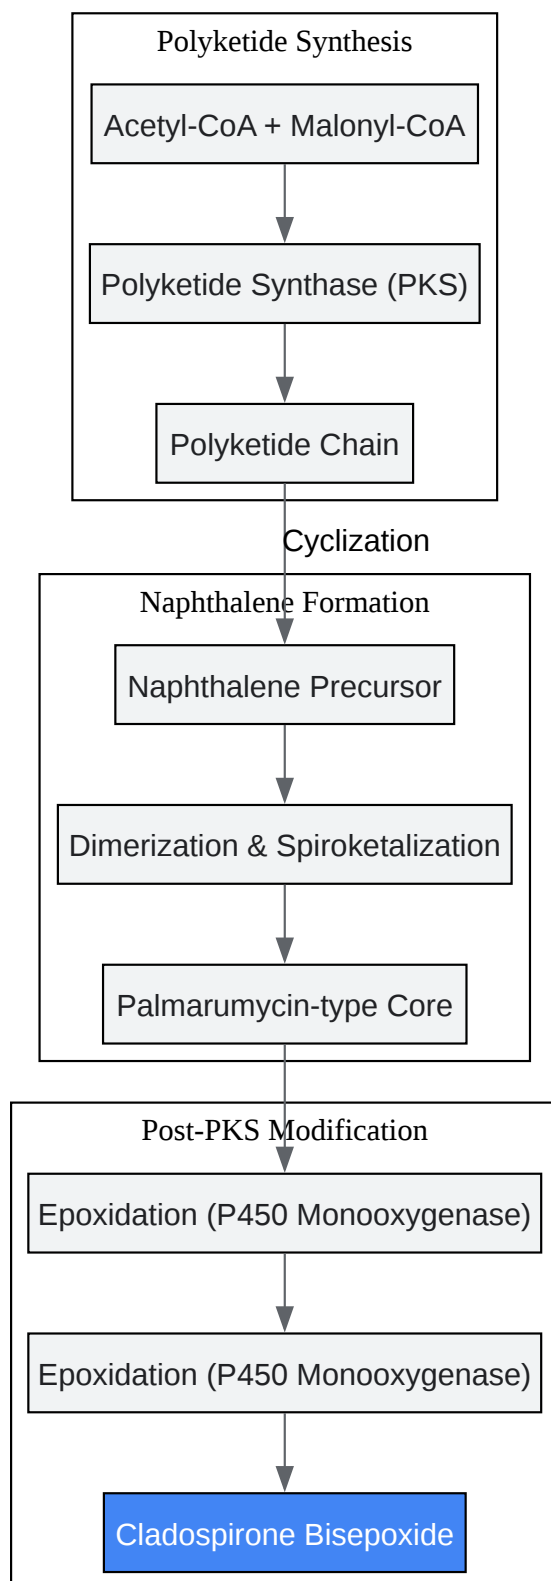 Polyketide Synthesis
Acetyl-CoA + Malonyl-CoA
Polyketide Synthase (PKS)
Polyketide Chain
Cyclization
Naphthalene Formation
Naphthalene Precursor
Dimerization & Spiroketalization
Palmarumycin-type Core
Post-PKS Modification
Epoxidation (P450 Monooxygenase)
Epoxidation (P450 Monooxygenase)
Cladospirone Bisepoxide